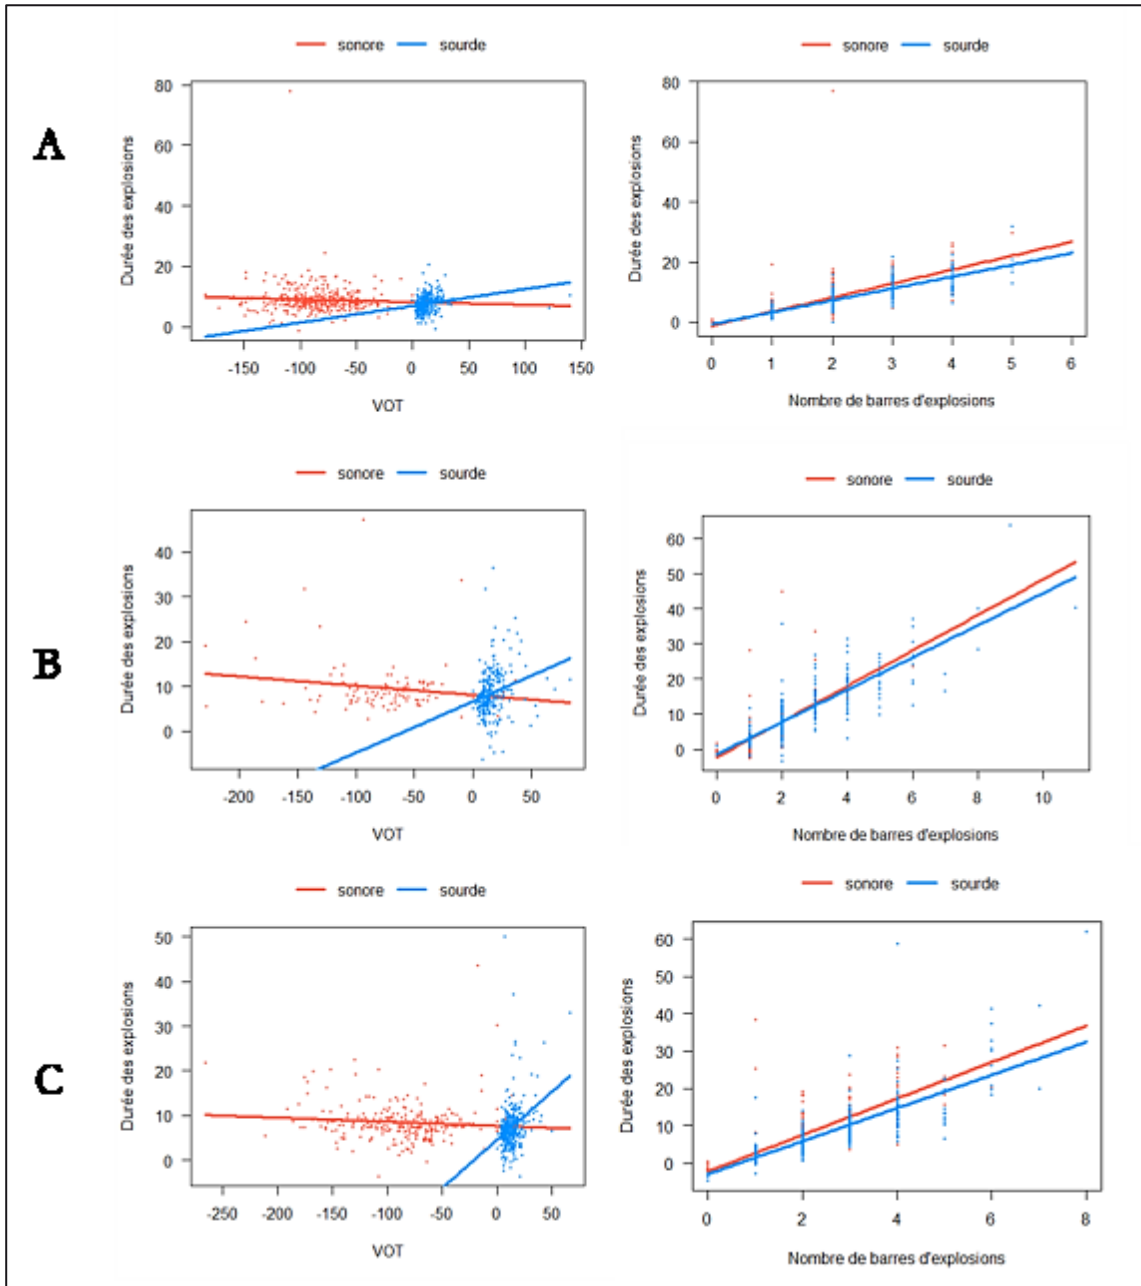 A
sonore sourde
Durée des explosions
80
60
40
20
0
-150 -100 -50 0 50 100 150
VOT
sonore sourde
Durée des explosions
80
60
40
20
0
0 1 2 3 4 5 6
Nombre de barres d'explosions
B
sonore sourde
Durée des explosions
40
30
20
10
0
-200 -150 -100 -50 0 50
VOT
sonore sourde
Durée des explosions
60
50
40
30
20
10
0
0 2 4 6 8 10
Nombre de barres d'explosions
C
sonore sourde
Durée des explosions
50
40
30
20
10
0
-250 -200 -150 -100 -50 0 50
VOT
sonore sourde
Durée des explosions
60
50
40
30
20
10
0
0 2 4 6 8
Nombre de barres d'explosions